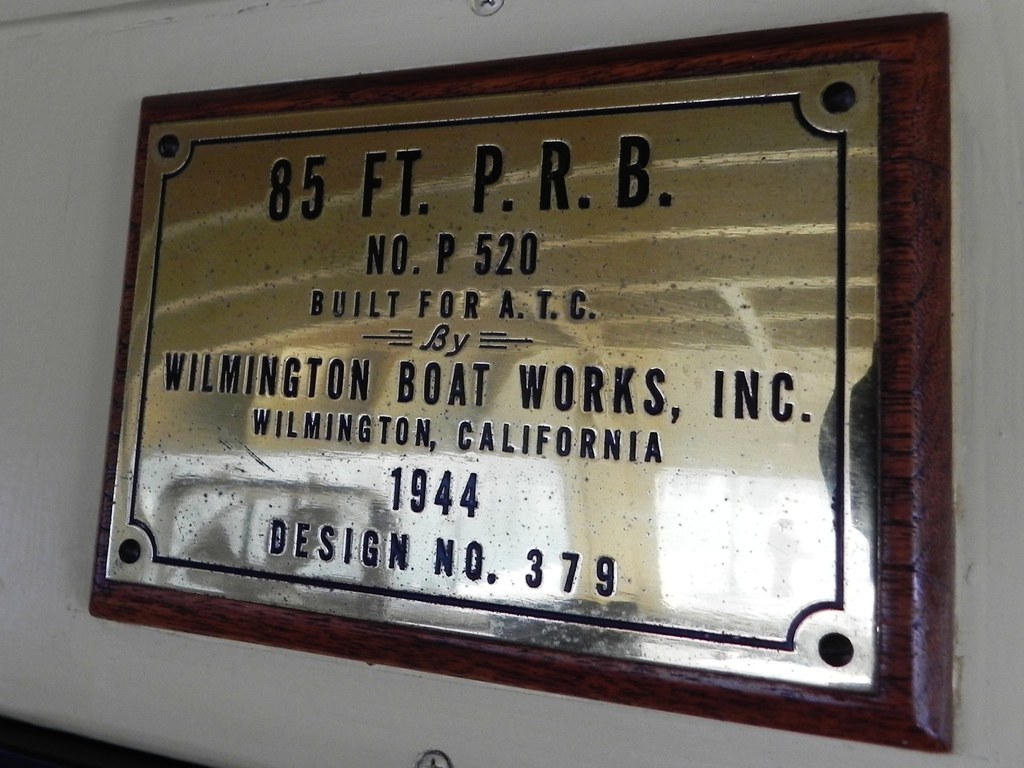 85 FT. P. R. B.
NO. P 520
BUILT FOR A. T. C.
By
WILMINGTON BOAT WORKS, INC.
WILMINGTON, CALIFORNIA
1944
DESIGN NO. 379